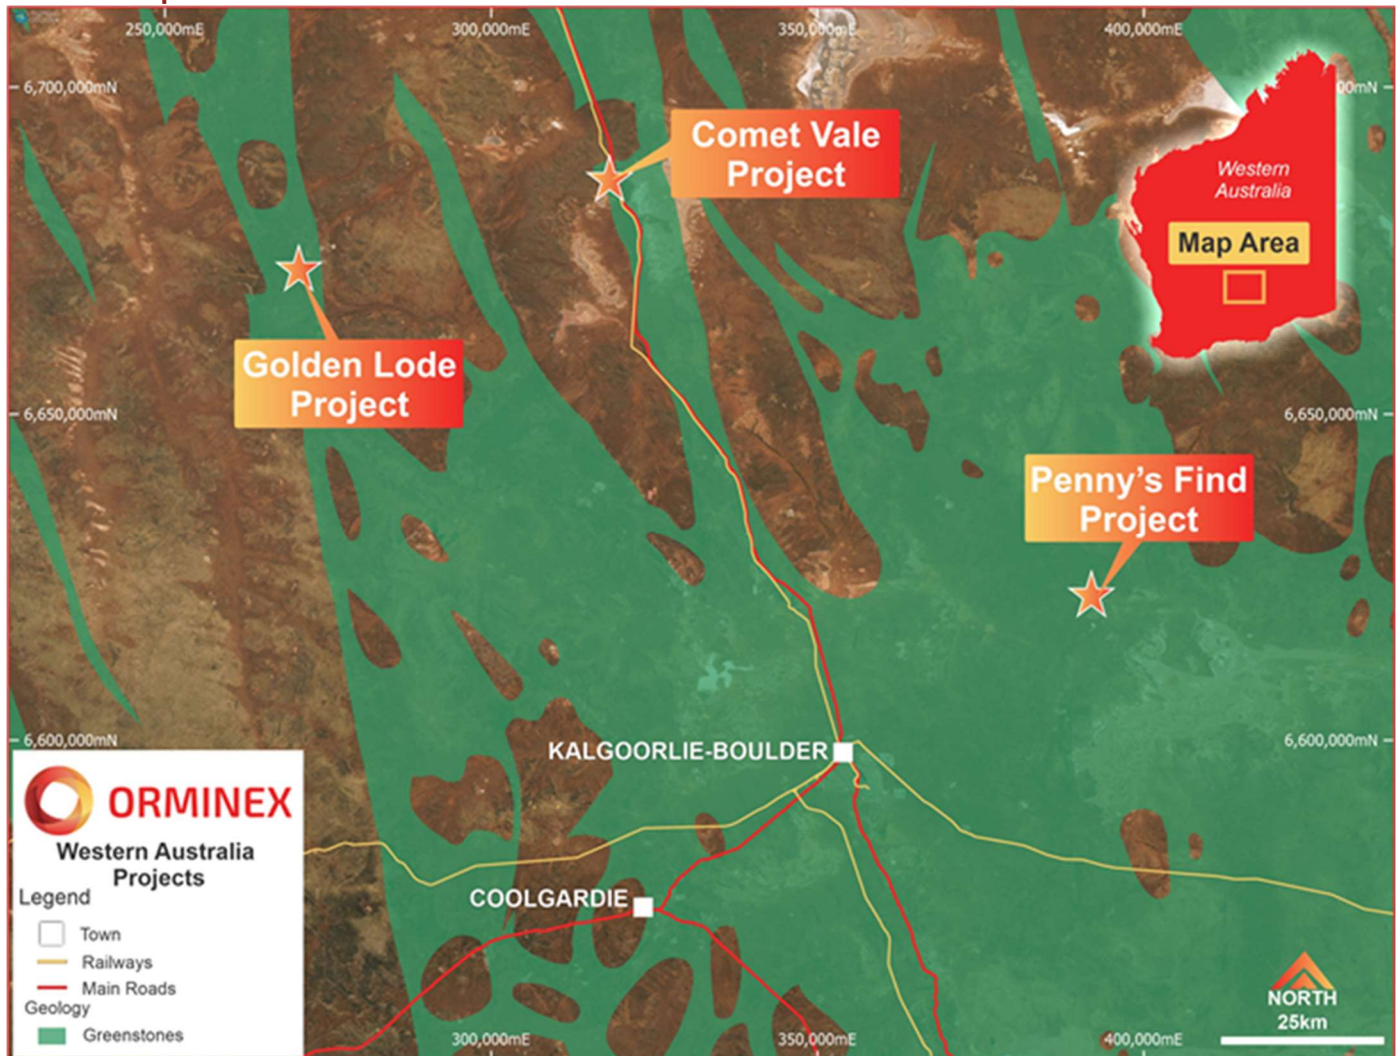 250,000mE
300,000mE
350,000mE
400,000mE
6,700,000mN
00mN
Comet Vale
Project
Western
Australia
Map Area
Golden Lode
Project
6,650,000mN
6,650,000mN
Penny's Find
Project
6,600,000mN
6,600,000mN
KALGOORLIE-BOULDER
ORMINEX
Western Australia
Projects
Legend
Town
Railways
Main Roads
Geology
Greenstones
COOLGARDIE
NORTH
25km
300,000mE
350,000mE
400,000mE